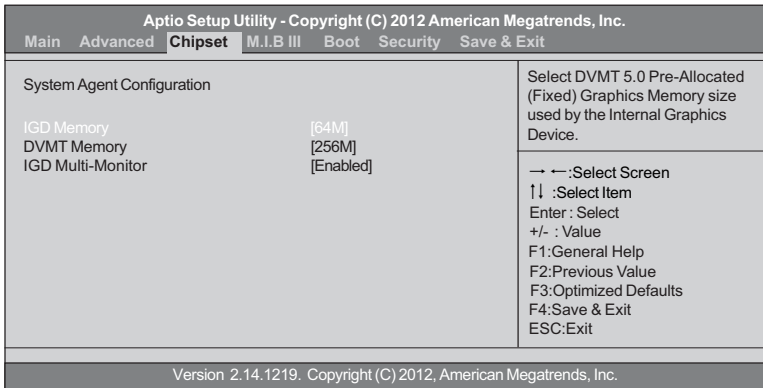 Aptio Setup Utility - Copyright (C) 2012 American Megatrends, Inc.
Main Advanced Chipset M.I.B III Boot Security Save & Exit
System Agent Configuration
IGD Memory [64M]
DVMT Memory [256M]
IGD Multi-Monitor [Enabled]
Select DVMT 5.0 Pre-Allocated
(Fixed) Graphics Memory size
used by the Internal Graphics
Device.
→ ←:Select Screen
↑↓ :Select Item
Enter : Select
+/- : Value
F1:General Help
F2:Previous Value
F3:Optimized Defaults
F4:Save & Exit
ESC:Exit
Version 2.14.1219. Copyright (C) 2012, American Megatrends, Inc.